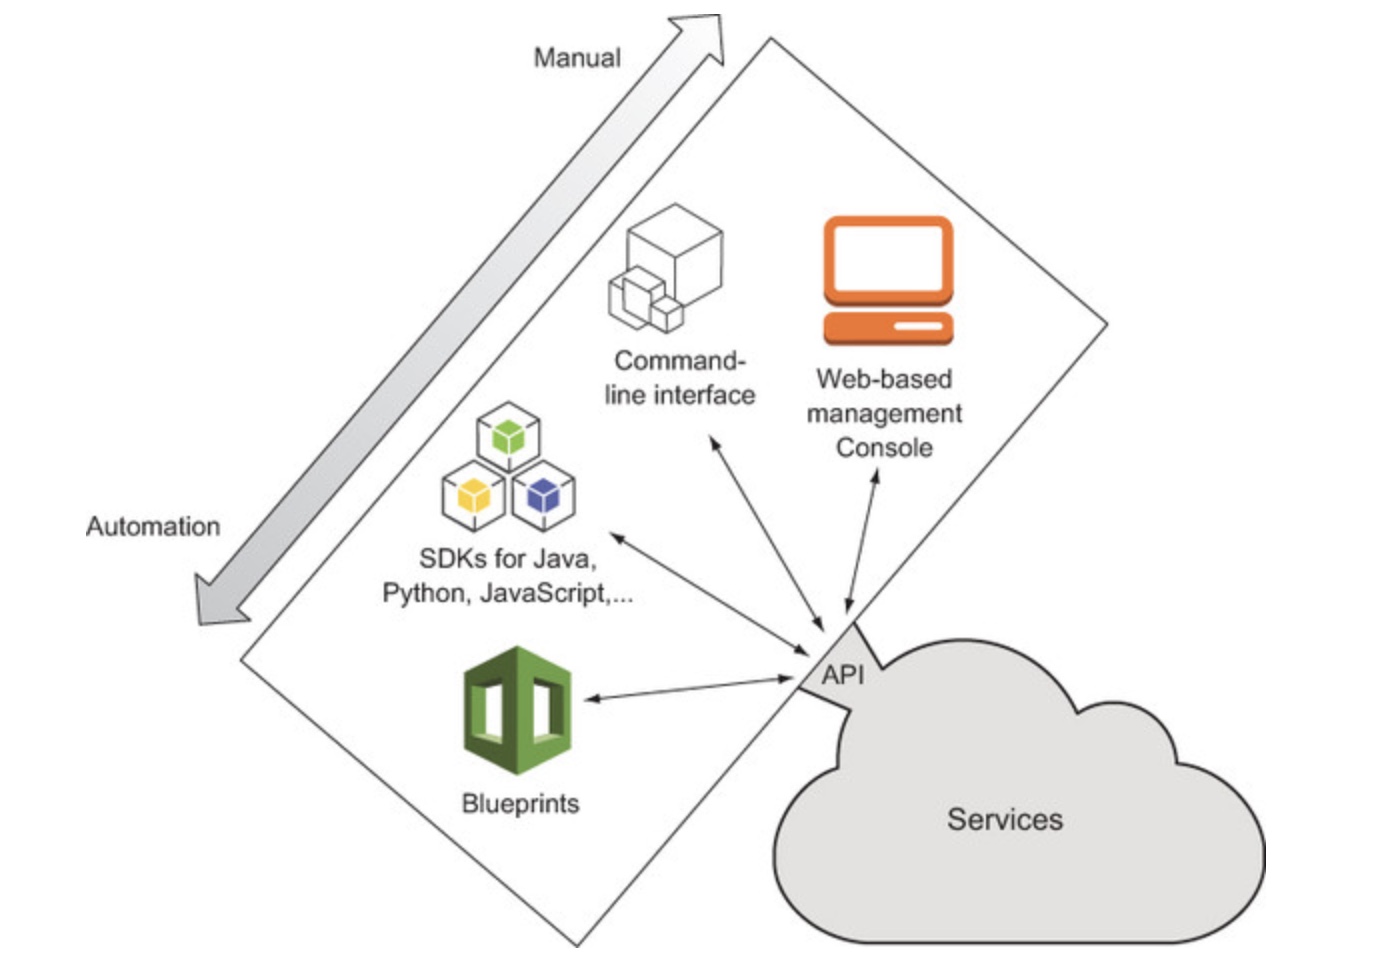 Manual
Command-
line interface
Web-based
management
Console
Automation
SDKs for Java,
Python, JavaScript,...
API
Blueprints
Services